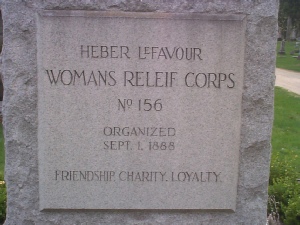 HEBER LEFAVOUR
WOMANS RELEIF CORPS
No 156
ORGANIZED
SEPT. 1, 1888
FRIENDSHIP, CHARITY, LOYALTY